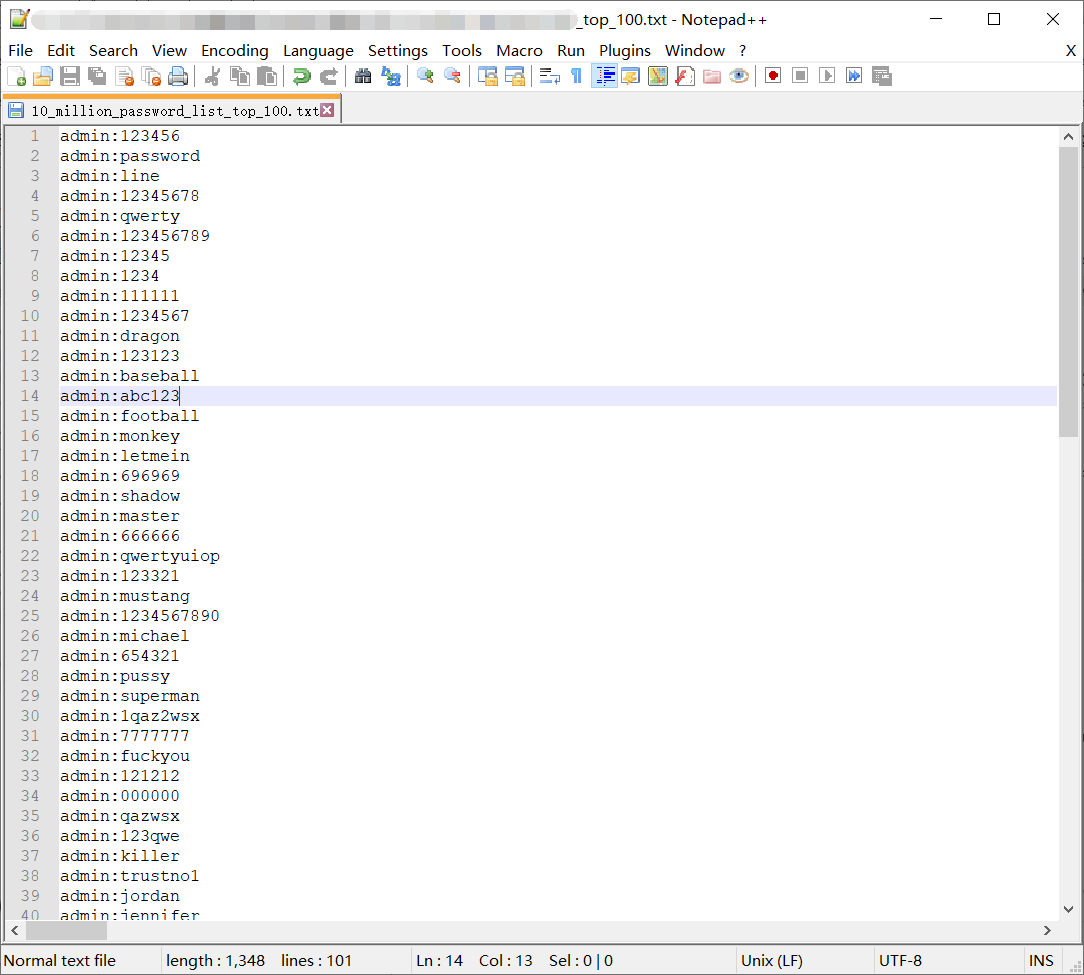 _top_100.txt - Notepad++
File Edit Search View Encoding Language Settings Tools Macro Run Plugins Window ? X
10_million_password_list_top_100.txt
1 admin:123456
2 admin:password
3 admin:line
4 admin:12345678
5 admin:qwerty
6 admin:123456789
7 admin:12345
8 admin:1234
9 admin:111111
10 admin:1234567
11 admin:dragon
12 admin:123123
13 admin:baseball
14 admin:abc123
15 admin:football
16 admin:monkey
17 admin:letmein
18 admin:696969
19 admin:shadow
20 admin:master
21 admin:666666
22 admin:qwertyuiop
23 admin:123321
24 admin:mustang
25 admin:1234567890
26 admin:michael
27 admin:654321
28 admin:pussy
29 admin:superman
30 admin:1qaz2wsx
31 admin:7777777
32 admin:fuckyou
33 admin:121212
34 admin:000000
35 admin:qazwsx
36 admin:123qwe
37 admin:killer
38 admin:trustno1
39 admin:jordan
40 admin:jennifer
Normal text file length : 1,348 lines : 101 Ln : 14 Col : 13 Sel : 0 | 0 Unix (LF) UTF-8 INS